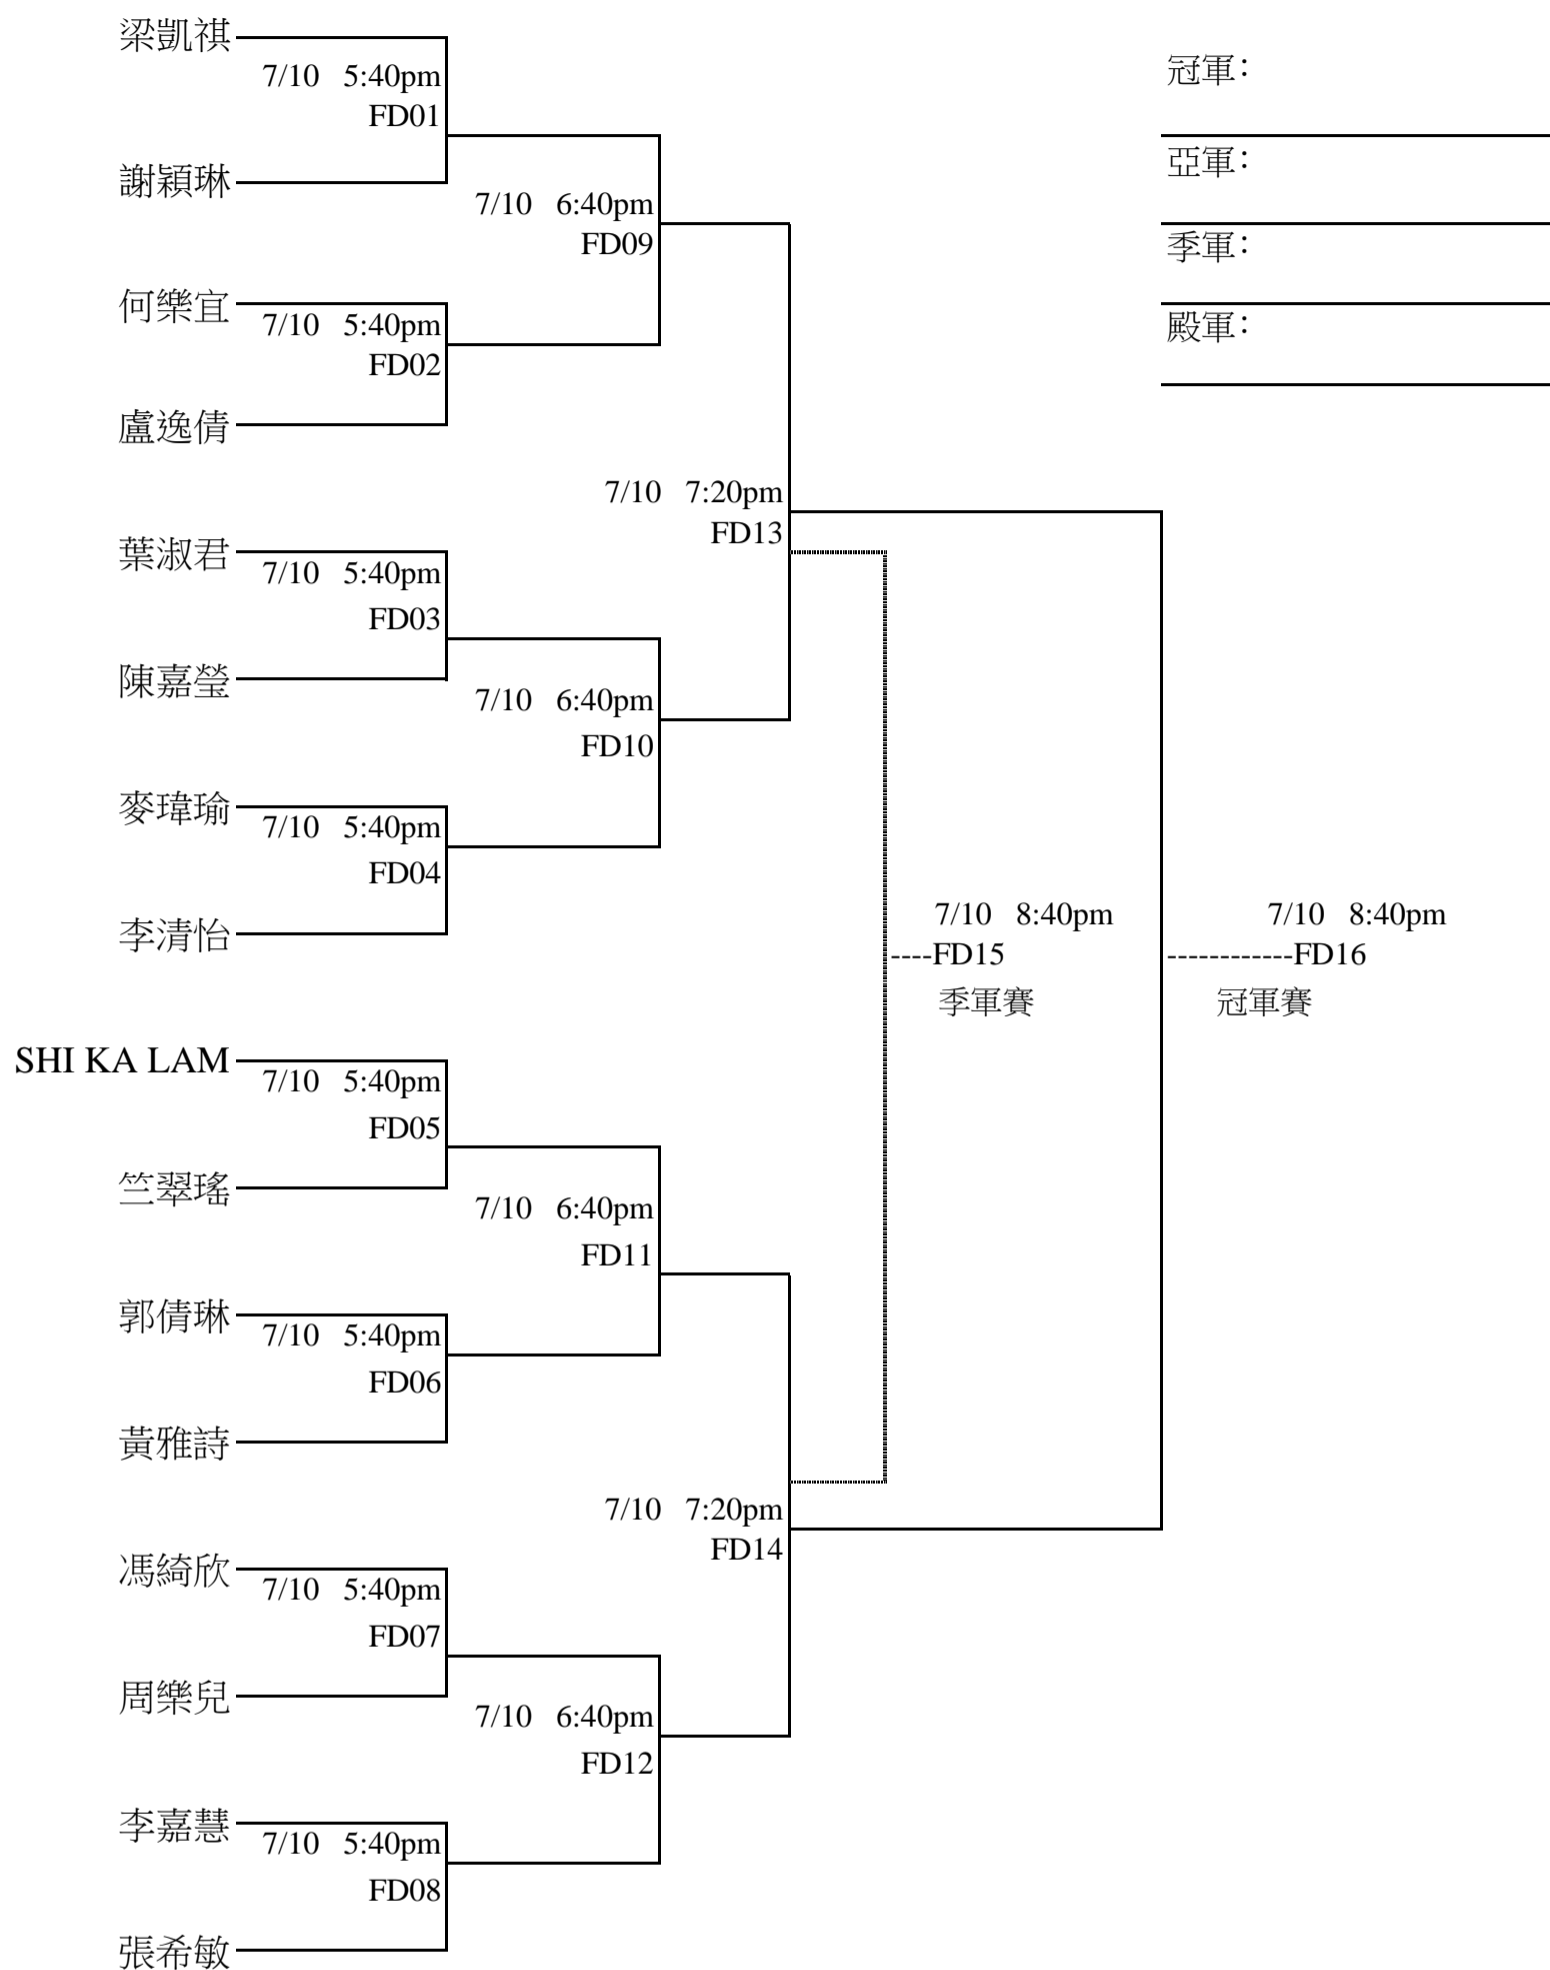 梁凱祺
7/10 5:40pm
FD01
謝穎琳
7/10 6:40pm
FD09
何樂宜
7/10 5:40pm
FD02
盧逸倩
7/10 7:20pm
FD13
葉淑君
7/10 5:40pm
FD03
陳嘉瑩
7/10 6:40pm
FD10
麥瑋瑜
7/10 5:40pm
FD04
李清怡
SHI KA LAM
7/10 5:40pm
FD05
竺翠瑤
7/10 6:40pm
FD11
郭倩琳
7/10 5:40pm
FD06
黃雅詩
7/10 7:20pm
FD14
馮綺欣
7/10 5:40pm
FD07
周樂兒
7/10 6:40pm
FD12
李嘉慧
7/10 5:40pm
FD08
張希敏
7/10 8:40pm
----FD15
季軍賽
7/10 8:40pm
------------FD16
冠軍賽
冠軍：
亞軍：
季軍：
殿軍：